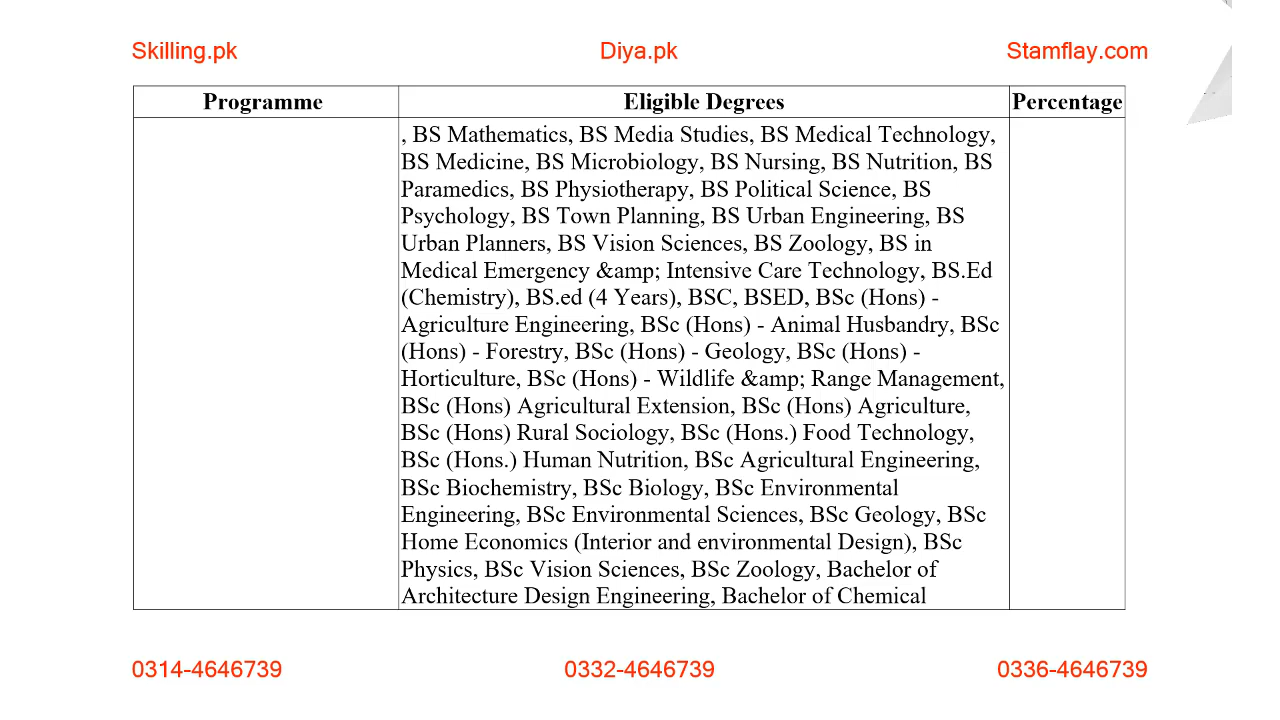 Skilling.pk Diya.pk Stamflay.com
Programme Eligible Degrees Percentage
, BS Mathematics, BS Media Studies, BS Medical Technology,
BS Medicine, BS Microbiology, BS Nursing, BS Nutrition, BS
Paramedics, BS Physiotherapy, BS Political Science, BS
Psychology, BS Town Planning, BS Urban Engineering, BS
Urban Planners, BS Vision Sciences, BS Zoology, BS in
Medical Emergency &amp; Intensive Care Technology, BS.Ed
(Chemistry), BS.ed (4 Years), BSC, BSED, BSc (Hons) -
Agriculture Engineering, BSc (Hons) - Animal Husbandry, BSc
(Hons) - Forestry, BSc (Hons) - Geology, BSc (Hons) -
Horticulture, BSc (Hons) - Wildlife &amp; Range Management,
BSc (Hons) Agricultural Extension, BSc (Hons) Agriculture,
BSc (Hons) Rural Sociology, BSc (Hons.) Food Technology,
BSc (Hons.) Human Nutrition, BSc Agricultural Engineering,
BSc Biochemistry, BSc Biology, BSc Environmental
Engineering, BSc Environmental Sciences, BSc Geology, BSc
Home Economics (Interior and environmental Design), BSc
Physics, BSc Vision Sciences, BSc Zoology, Bachelor of
Architecture Design Engineering, Bachelor of Chemical
0314-4646739 0332-4646739 0336-4646739